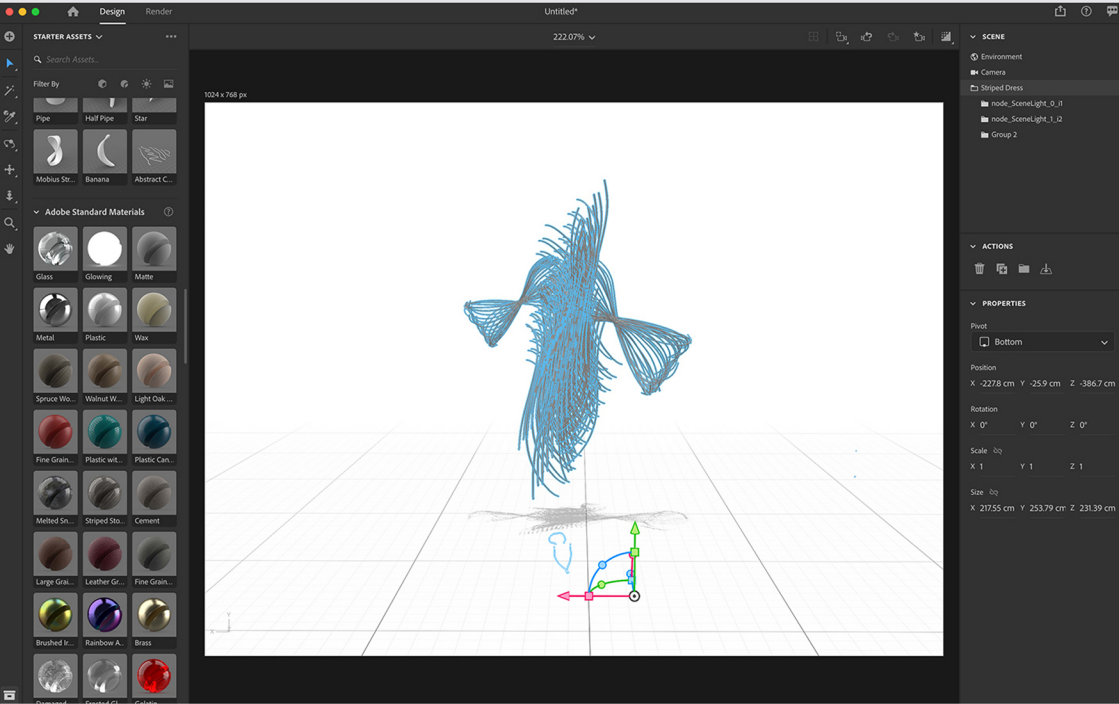 Design Render Untitled*
STARTER ASSETS
222.07%
Search Assets...
Filter By
1024 x 768 px
Pipe Half Pipe Star
Mobius Str... Banana Abstract C...
Adobe Standard Materials
Glass Glowing Matte
Metal Plastic Wax
Spruce Wo... Walnut W... Light Oak ...
Fine Grain... Plastic wit... Plastic Can...
Melted Sn... Striped Sto... Cement
Large Grai... Leather Gr... Fine Grain...
Brushed Ir... Rainbow A... Brass
SCENE
Environment
Camera
Striped Dress
node_SceneLight_0_i1
node_SceneLight_1_i2
Group 2
ACTIONS
PROPERTIES
Pivot
Bottom
Position
X -227.8 cm Y -25.9 cm Z -386.7 cm
Rotation
X 0° Y 0° Z 0°
Scale
X 1 Y 1 Z 1
Size
X 217.55 cm Y 253.79 cm Z 231.39 cm